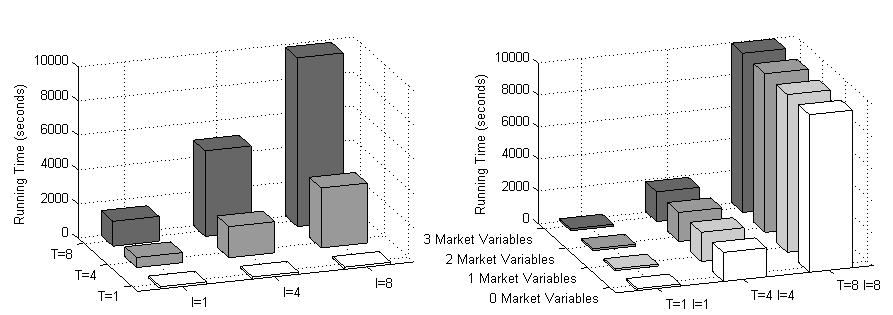 10000
8000
6000
4000
2000
0
Running Time (seconds)
T=8
T=4
T=1
I=1
I=4
I=8
10000
8000
6000
4000
2000
0
Running Time (seconds)
3 Market Variables
2 Market Variables
1 Market Variables
0 Market Variables
T=1 I=1
T=4 I=4
T=8 I=8